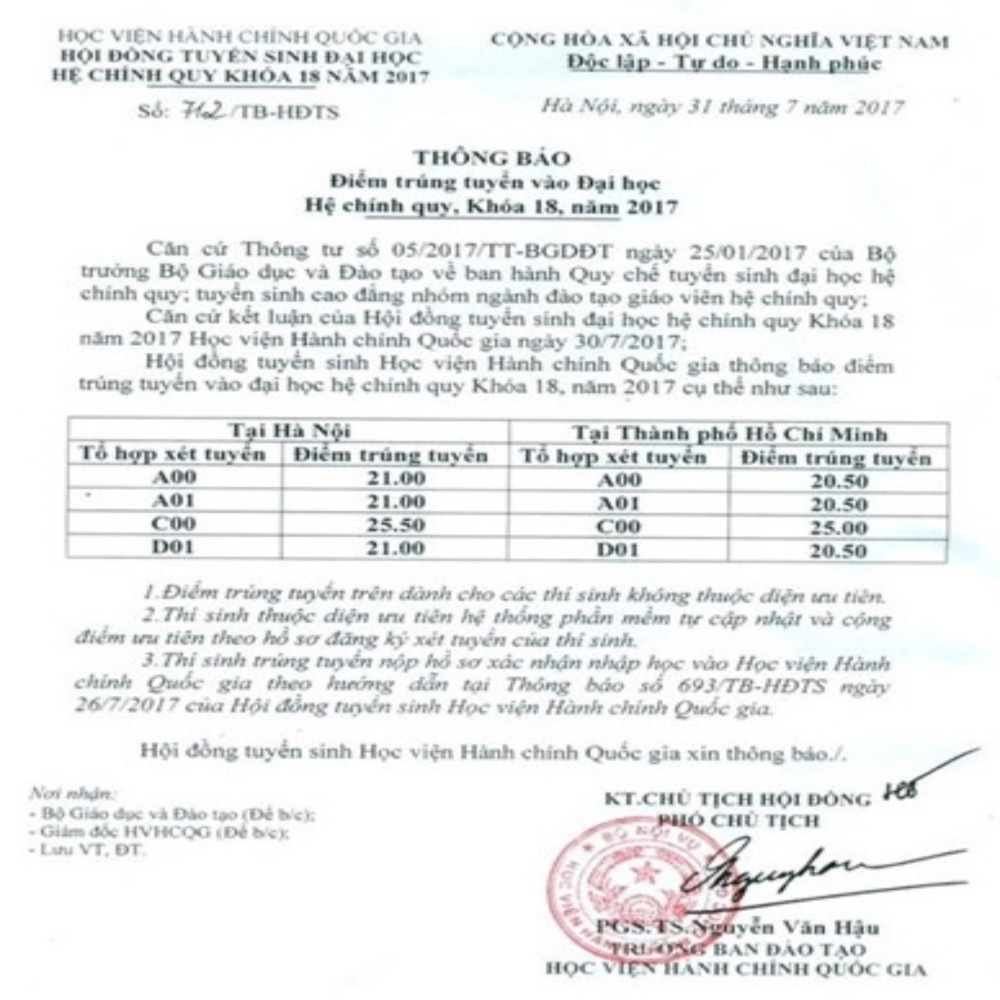 HỌC VIỆN HÀNH CHÍNH QUỐC GIA
HỘI ĐỒNG TUYỂN SINH ĐẠI HỌC
HỆ CHÍNH QUY KHÓA 18 NĂM 2017
Số: 762/TB-HĐTS
CỘNG HÒA XÃ HỘI CHỦ NGHĨA VIỆT NAM
Độc lập - Tự do - Hạnh phúc
Hà Nội, ngày 31 tháng 7 năm 2017
THÔNG BÁO
Điểm trúng tuyển vào Đại học
Hệ chính quy, Khóa 18, năm 2017
Căn cứ Thông tư số 05/2017/TT-BGDĐT ngày 25/01/2017 của Bộ
trưởng Bộ Giáo dục và Đào tạo về ban hành Quy chế tuyển sinh đại học hệ
chính quy; tuyển sinh cao đẳng nhóm ngành đào tạo giáo viên hệ chính quy;
Căn cứ kết luận của Hội đồng tuyển sinh đại học hệ chính quy Khóa 18
năm 2017 Học viện Hành chính Quốc gia ngày 30/7/2017;
Hội đồng tuyển sinh Học viện Hành chính Quốc gia thông báo điểm
trúng tuyển vào đại học hệ chính quy Khóa 18, năm 2017 cụ thể như sau:
Tại Hà Nội Tại Thành phố Hồ Chí Minh
Tổ hợp xét tuyển Điểm trúng tuyển Tổ hợp xét tuyển Điểm trúng tuyển
A00 21.00 A00 20.50
A01 21.00 A01 20.50
C00 25.50 C00 25.00
D01 21.00 D01 20.50
1.Điểm trúng tuyển trên dành cho các thí sinh không thuộc diện ưu tiên.
2.Thí sinh thuộc diện ưu tiên hệ thống phần mềm tự cập nhật và cộng
điểm ưu tiên theo hồ sơ đăng ký xét tuyển của thí sinh.
3.Thí sinh trúng tuyển nộp hồ sơ xác nhận nhập học vào Học viện Hành
chính Quốc gia theo hướng dẫn tại Thông báo số 693/TB-HĐTS ngày
26/7/2017 của Hội đồng tuyển sinh Học viện Hành chính Quốc gia.
Hội đồng tuyển sinh Học viện Hành chính Quốc gia xin thông báo./.
Nơi nhận:
- Bộ Giáo dục và Đào tạo (Để b/c);
- Giám đốc HVHCQG (Để b/c);
- Lưu VT, ĐT.
KT.CHỦ TỊCH HỘI ĐỒNG
PHÓ CHỦ TỊCH
BỘ NỘI VỤ
HỌC VIỆN HÀNH
PGS.TS.Nguyễn Văn Hậu
TRƯỞNG BAN ĐÀO TẠO
HỌC VIỆN HÀNH CHÍNH QUỐC GIA